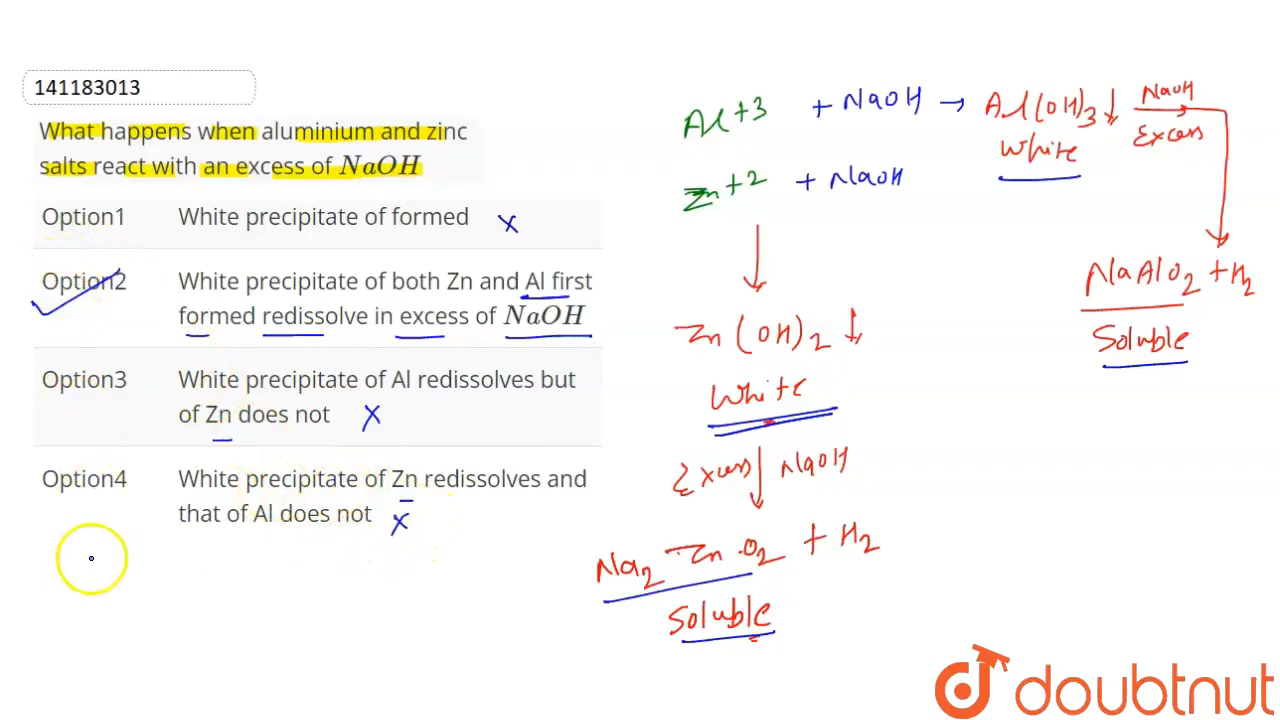 141183013
What happens when aluminium and zinc
salts react with an excess of NaOH
Option1 White precipitate of formed x
Option2 White precipitate of both Zn and Al first
formed redissolve in excess of NaOH
Option3 White precipitate of Al redissolves but
of Zn does not x
Option4 White precipitate of Zn redissolves and
that of Al does not x
Al+3 + NaOH → Al(OH)3↓ NaOH
Excess
White
Zn+2 + NaOH
NaAlO2 + H2
Soluble
Zn(OH)2↓
White
Excess ↓ NaOH
Na2ZnO2 + H2
Soluble
doubtnut